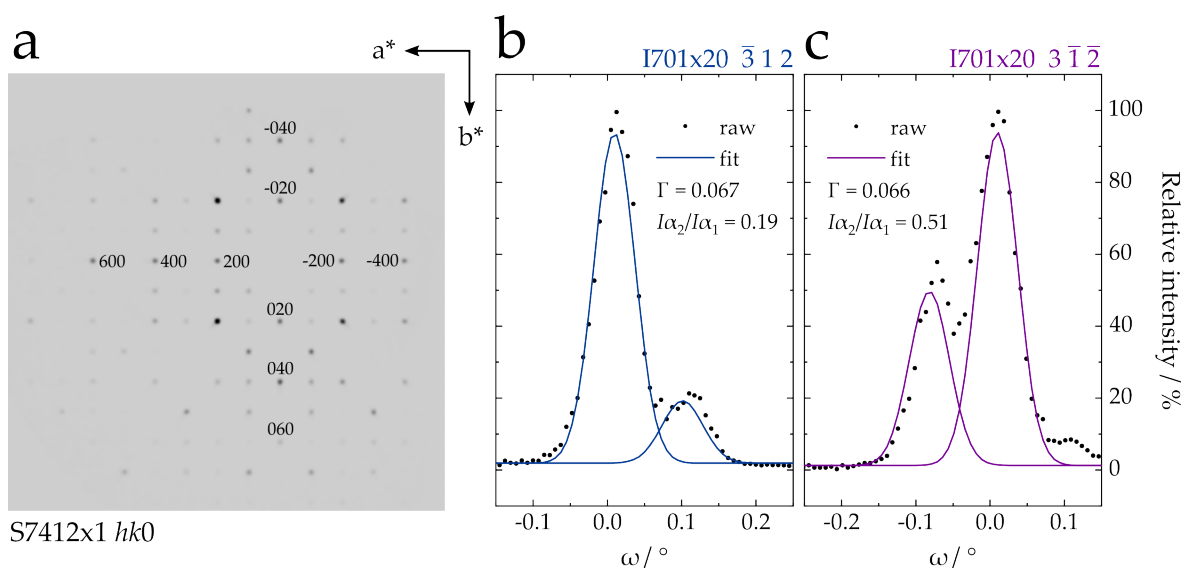 a
a*
b*
-040
-020
600
400
200
-200
-400
020
040
060
S7412x1 hk0
b
I701x20 3̅ 1 2
raw
fit
Γ = 0.067
Iα₂/Iα₁ = 0.19
-0.1
0.0
0.1
0.2
ω / °
c
I701x20 3 1̅ 2̅
raw
fit
Γ = 0.066
Iα₂/Iα₁ = 0.51
-0.2
-0.1
0.0
0.1
ω / °
100
80
60
40
20
0
Relative intensity / %